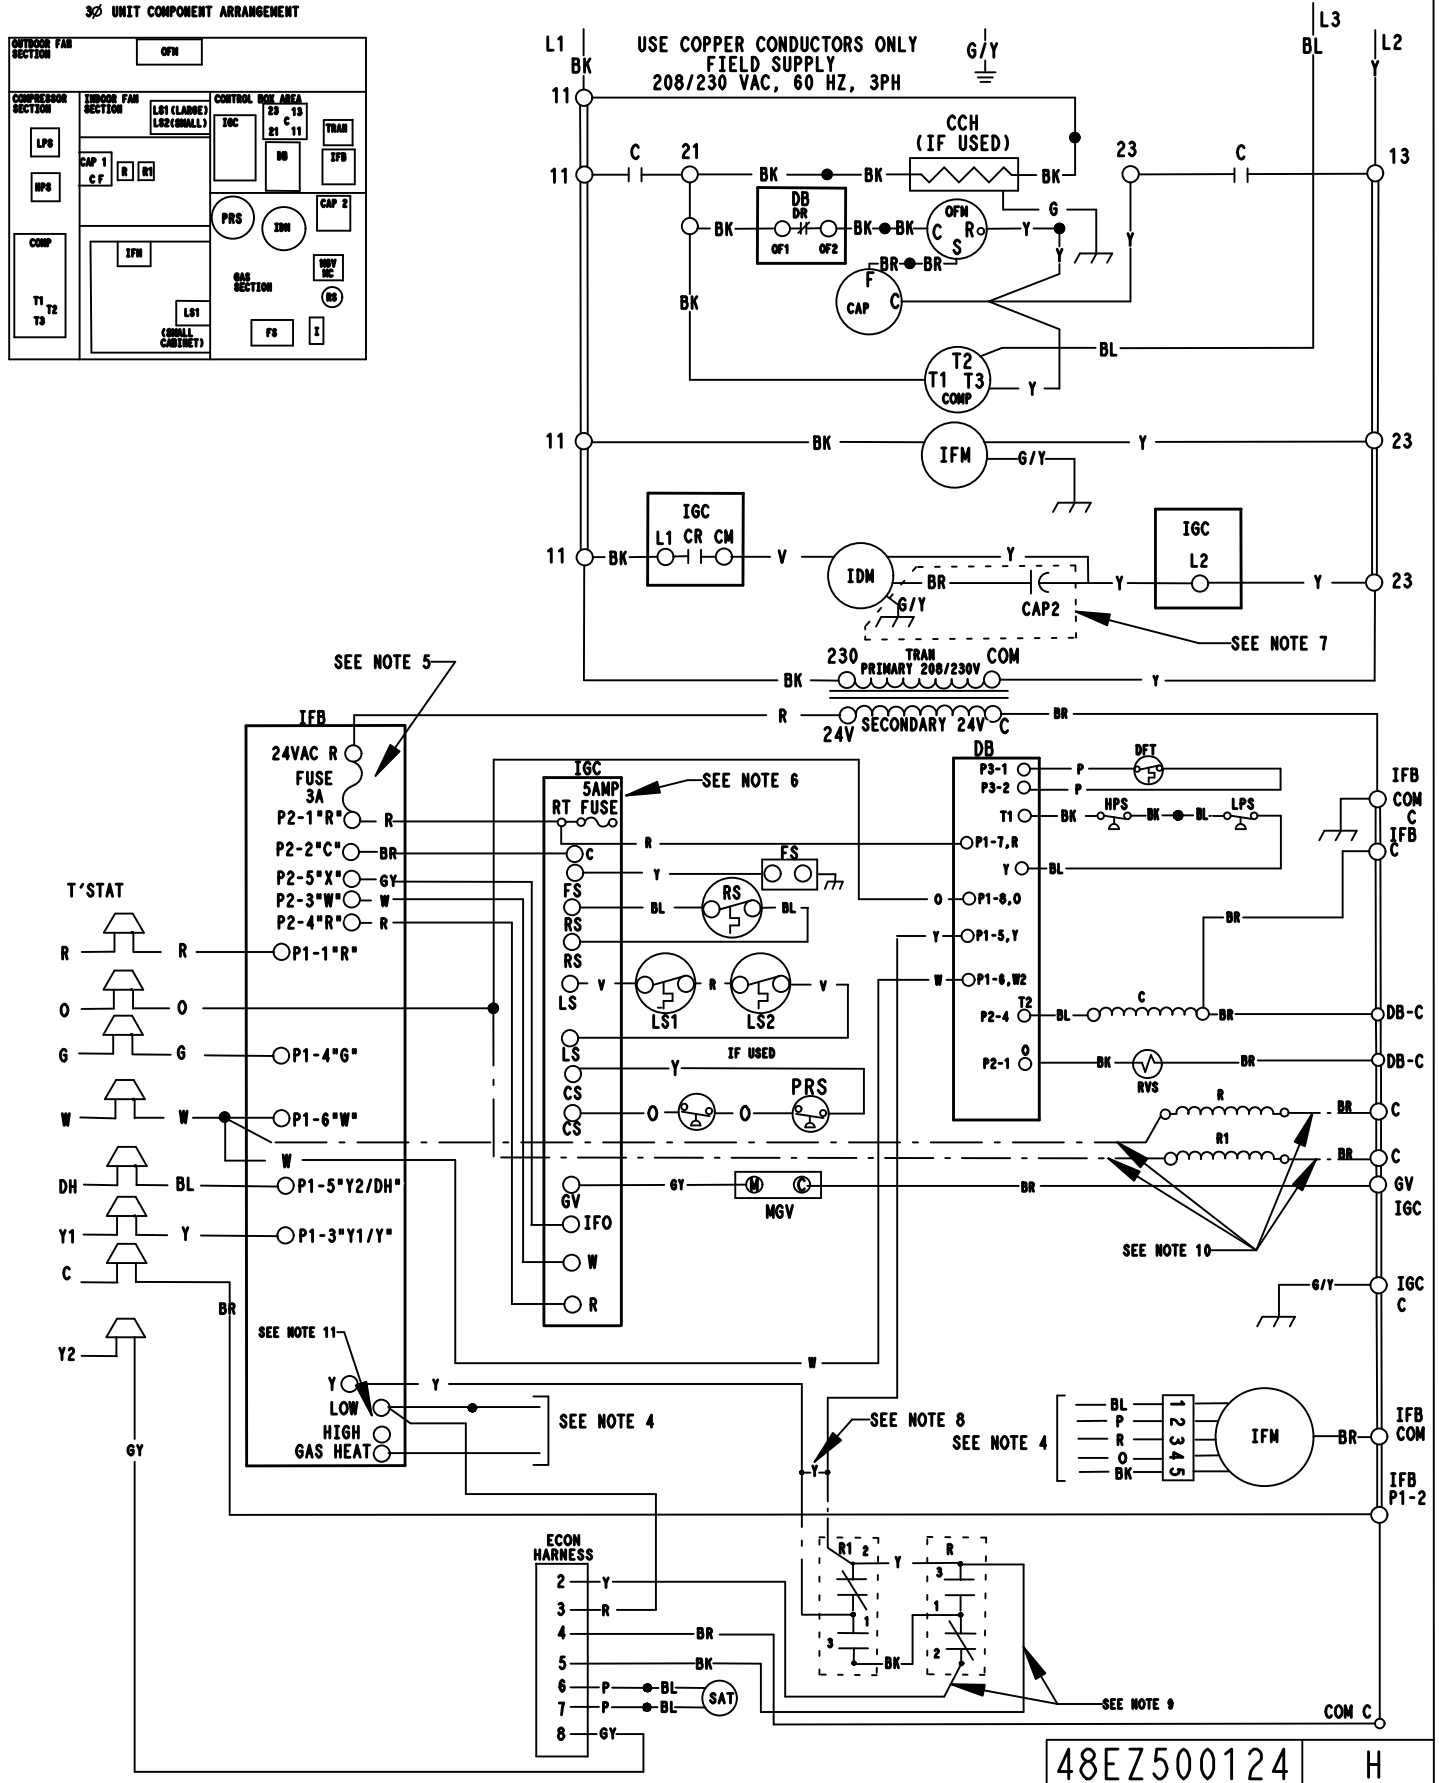 3Ø UNIT COMPONENT ARRANGEMENT
OUTDOOR FAN
SECTION
OFM
COMPRESSOR
SECTION
INDOOR FAN
SECTION
LS1(LARGE)
LS2(SMALL)
CONTROL BOX AREA
IGC
23 13
C
21 11
TRAN
DB
IFB
LPS
HPS
CAP 1
C F
R
R1
PRS
IDM
CAP 2
COMP
T1
T2
T3
IFM
LS1
(SMALL
CABINET)
GAS
SECTION
MGV
NC
RS
FS
I
L1
BK
USE COPPER CONDUCTORS ONLY
FIELD SUPPLY
208/230 VAC, 60 HZ, 3PH
G/Y
L3
BL
L2
Y
11
CCH
(IF USED)
11
C
21
BK
BK
BK
23
C
13
BK
DB
DR
OF1
OF2
BK
BK
OFM
C
R
S
Y
G
Y
Y
BR
BR
F
C
CAP
BK
BL
T2
T1
T3
COMP
Y
11
BK
IFM
Y
23
G/Y
IGC
L1 CR CM
11
BK
V
IDM
Y
BR
G/Y
CAP2
Y
IGC
L2
Y
23
SEE NOTE 7
230
TRAN
PRIMARY 208/230V
COM
BK
Y
SEE NOTE 5
R
24V
SECONDARY 24V
C
BR
IFB
24VAC R
FUSE
3A
P2-1"R"
R
P2-2"C"
BR
P2-5"X"
GY
P2-3"W"
W
P2-4"R"
R
IGC
5AMP
RT FUSE
SEE NOTE 6
DB
P3-1
P
DFT
P3-2
P
T1
BK
HPS
BK
BL
LPS
IFB
COM
C
IFB
C
R
P1-7,R
Y
BL
C
FS
Y
FS
RS
BL
RS
BL
RS
O
P1-8,O
Y
P1-5,Y
BR
W
P1-6,W2
LS
V
R
V
LS1
LS2
LS
T2
P2-4
BL
C
BR
DB-C
IF USED
O
P2-1
BK
RVS
BR
DB-C
CS
Y
PRS
CS
O
O
R
BR
C
R1
BR
C
GV
GY
M
C
MGV
BR
GV
IGC
SEE NOTE 10
IFO
W
R
G/Y
IGC
C
T'STAT
R
R
P1-1"R"
O
O
G
G
P1-4"G"
W
W
P1-6"W"
W
DH
BL
P1-5"Y2/DH"
Y1
Y
P1-3"Y1/Y"
C
BR
Y2
GY
SEE NOTE 11
Y
Y
LOW
HIGH
GAS HEAT
SEE NOTE 4
W
SEE NOTE 8
Y
SEE NOTE 4
BL
P
R
O
BK
1
2
3
4
5
IFM
BR
IFB
COM
IFB
P1-2
ECON
HARNESS
2
Y
3
R
4
BR
5
BK
6
P
BL
7
P
BL
SAT
8
GY
R1
2
1
3
Y
BK
R
3
1
2
SEE NOTE 9
COM C
48EZ500124
H